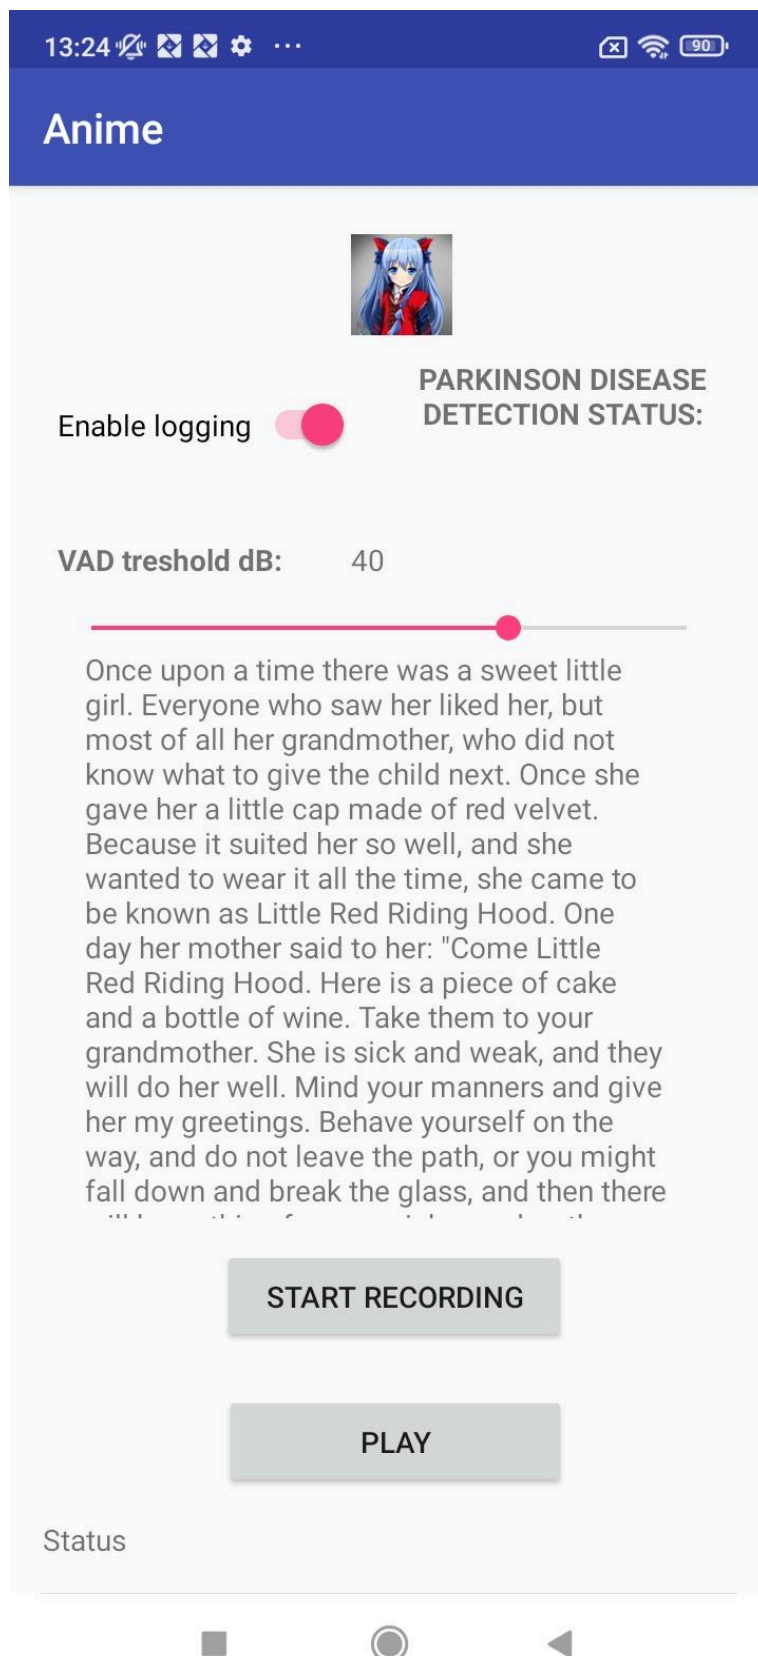 13:24
90
Anime
PARKINSON DISEASE
DETECTION STATUS:
Enable logging
VAD treshold dB: 40
Once upon a time there was a sweet little
girl. Everyone who saw her liked her, but
most of all her grandmother, who did not
know what to give the child next. Once she
gave her a little cap made of red velvet.
Because it suited her so well, and she
wanted to wear it all the time, she came to
be known as Little Red Riding Hood. One
day her mother said to her: "Come Little
Red Riding Hood. Here is a piece of cake
and a bottle of wine. Take them to your
grandmother. She is sick and weak, and they
will do her well. Mind your manners and give
her my greetings. Behave yourself on the
way, and do not leave the path, or you might
fall down and break the glass, and then there
START RECORDING
PLAY
Status